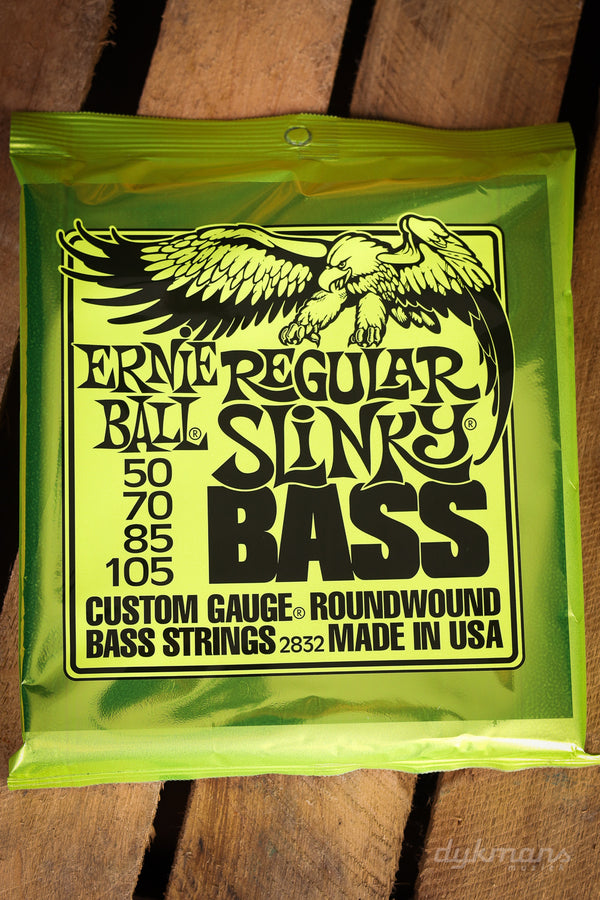 ERNIE BALL®
REGULAR SLINKY®
BASS
50
70
85
105
CUSTOM GAUGE® ROUNDWOUND
BASS STRINGS 2832 MADE IN USA
dykmans
music